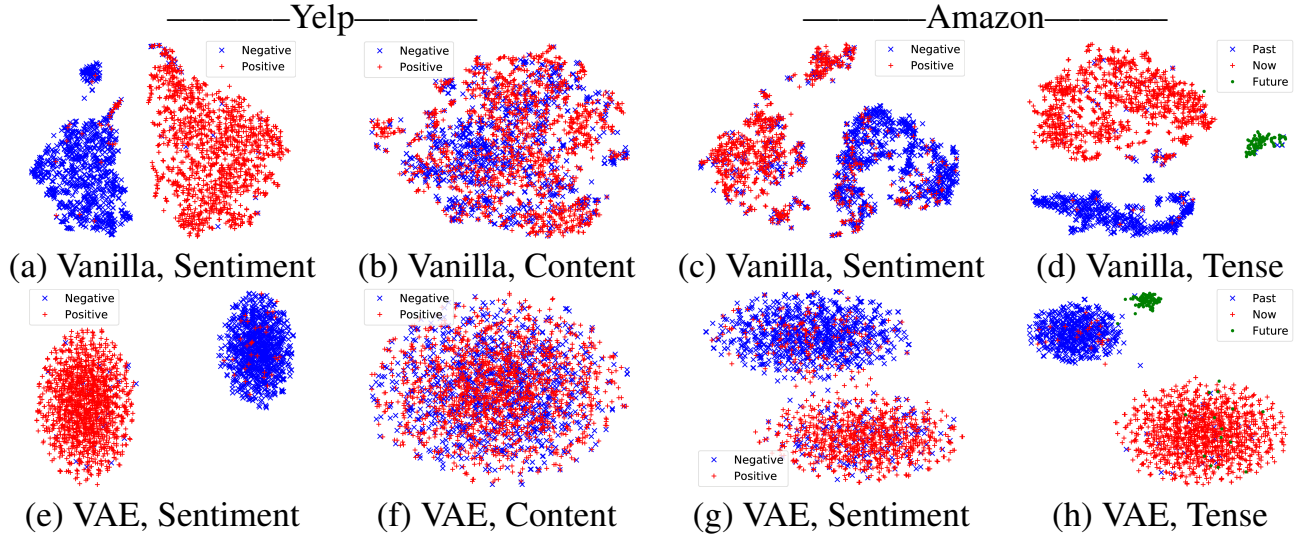 Yelp
Amazon
Negative
Positive
Negative
Positive
Negative
Positive
Past
Now
Future
(a) Vanilla, Sentiment
(b) Vanilla, Content
(c) Vanilla, Sentiment
(d) Vanilla, Tense
Negative
Positive
Negative
Positive
Negative
Positive
Past
Now
Future
(e) VAE, Sentiment
(f) VAE, Content
(g) VAE, Sentiment
(h) VAE, Tense